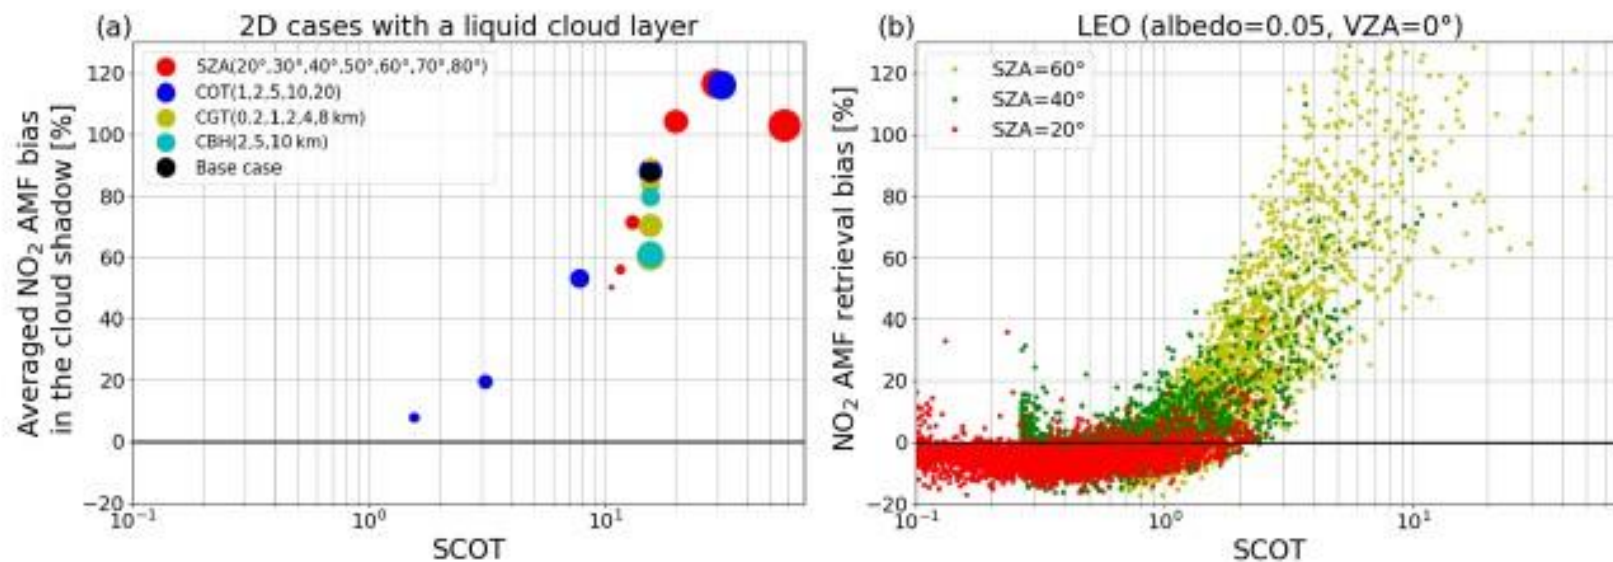 (a) 2D cases with a liquid cloud layer
Averaged NO₂ AMF bias
in the cloud shadow [%]
120
100
80
60
40
20
0
−20
SZA(20°,30°,40°,50°,60°,70°,80°)
COT(1,2,5,10,20)
CGT(0.2,1,2,4,8 km)
CBH(2,5,10 km)
Base case
10⁻¹ 10⁰ 10¹
SCOT
(b) LEO (albedo=0.05, VZA=0°)
NO₂ AMF retrieval bias [%]
120
100
80
60
40
20
0
−20
SZA=60°
SZA=40°
SZA=20°
10⁻¹ 10⁰ 10¹
SCOT